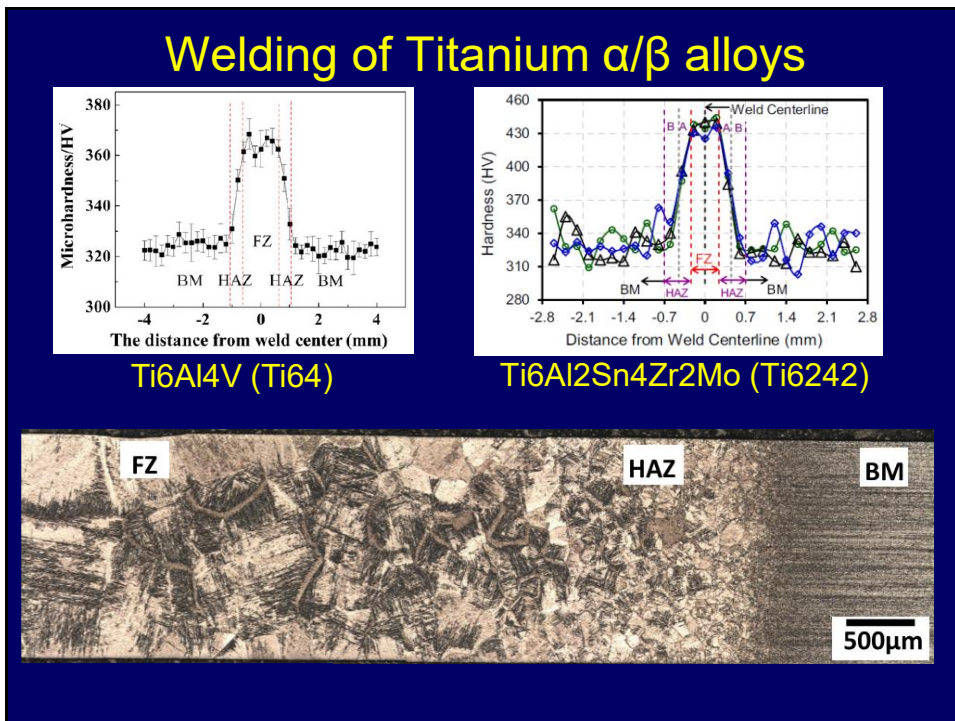 Welding of Titanium α/β alloys
380
360
340
320
300
Microhardness/HV
FZ
BM HAZ HAZ BM
-4 -2 0 2 4
The distance from weld center (mm)
460
430
400
370
340
310
280
Hardness (HV)
Weld Centerline
B A A B
FZ
BM HAZ HAZ BM
-2.8 -2.1 -1.4 -0.7 0 0.7 1.4 2.1 2.8
Distance from Weld Centerline (mm)
Ti6Al4V (Ti64)
Ti6Al2Sn4Zr2Mo (Ti6242)
FZ HAZ BM
500µm